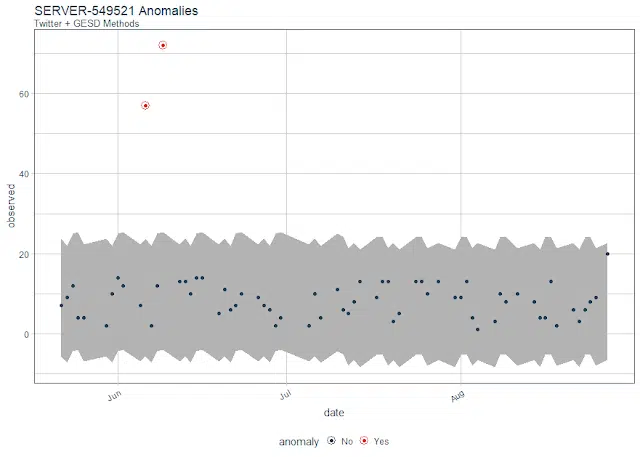 SERVER-549521 Anomalies
Twitter + GESD Methods
60
40
20
0
observed
Jun
Jul
Aug
date
anomaly No Yes